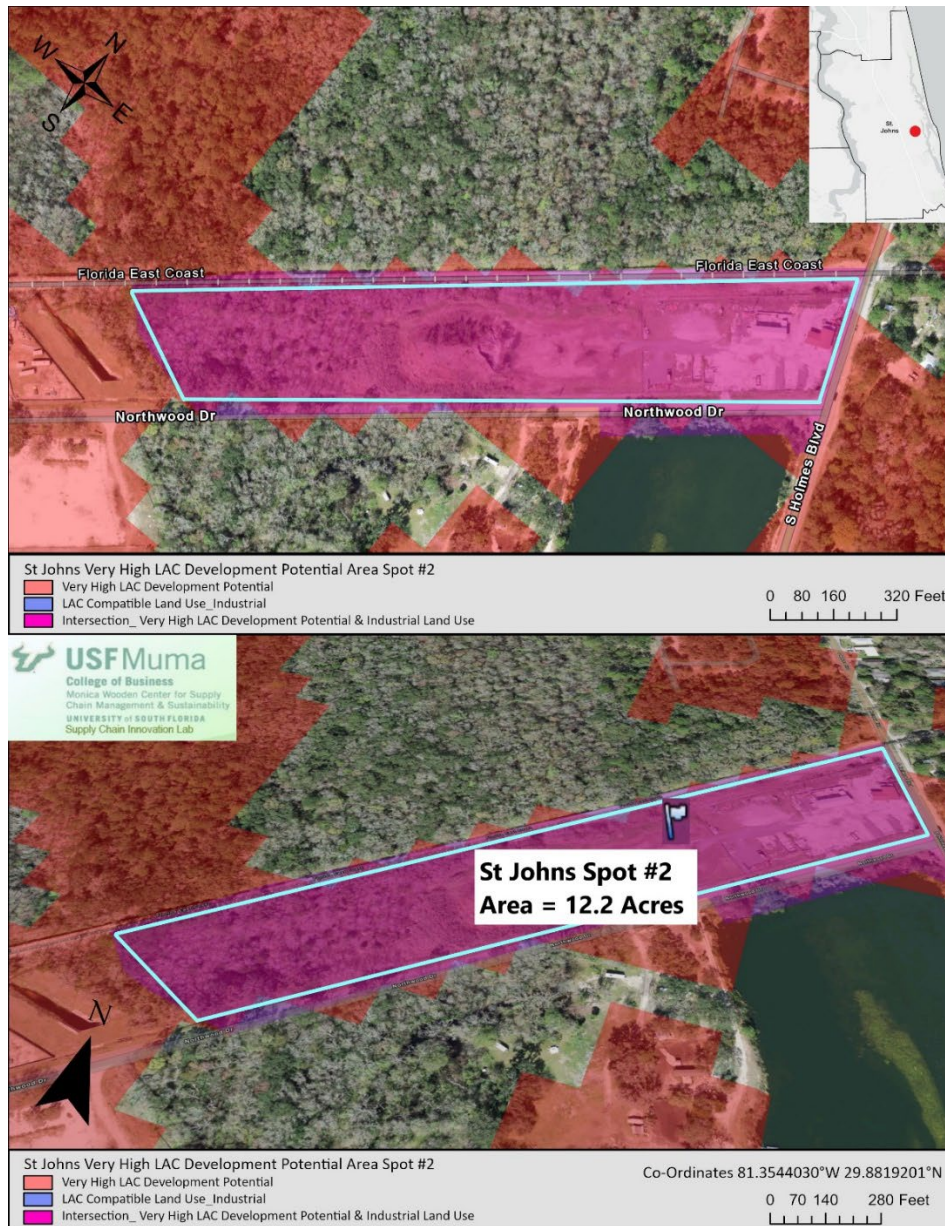 N
W
E
S
St.
Johns
Florida East Coast
Florida East Coast
Northwood Dr
Northwood Dr
S Holmes Blvd
St Johns Very High LAC Development Potential Area Spot #2
Very High LAC Development Potential
LAC Compatible Land Use_Industrial
Intersection_ Very High LAC Development Potential & Industrial Land Use
0 80 160 320 Feet
USF Muma
College of Business
Monica Wooden Center for Supply
Chain Management & Sustainability
UNIVERSITY of SOUTH FLORIDA
Supply Chain Innovation Lab
St Johns Spot #2
Area = 12.2 Acres
N
Northwood Dr
St Johns Very High LAC Development Potential Area Spot #2
Very High LAC Development Potential
LAC Compatible Land Use_Industrial
Intersection_ Very High LAC Development Potential & Industrial Land Use
Co-Ordinates 81.3544030°W 29.8819201°N
0 70 140 280 Feet